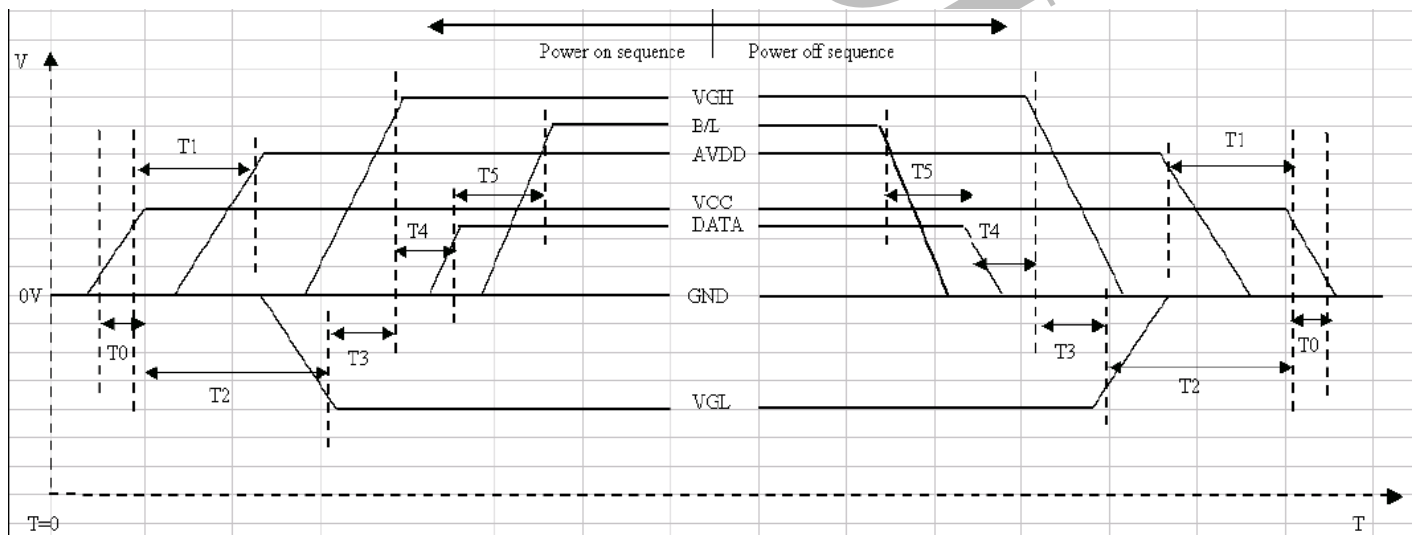 Power on sequence Power off sequence
V
VGH
B/L
T1 AVDD T1
T5 T5
VCC
T4 DATA T4
0V GND
T0 T3 T3 T0
T2 VGL T2
T=0 T